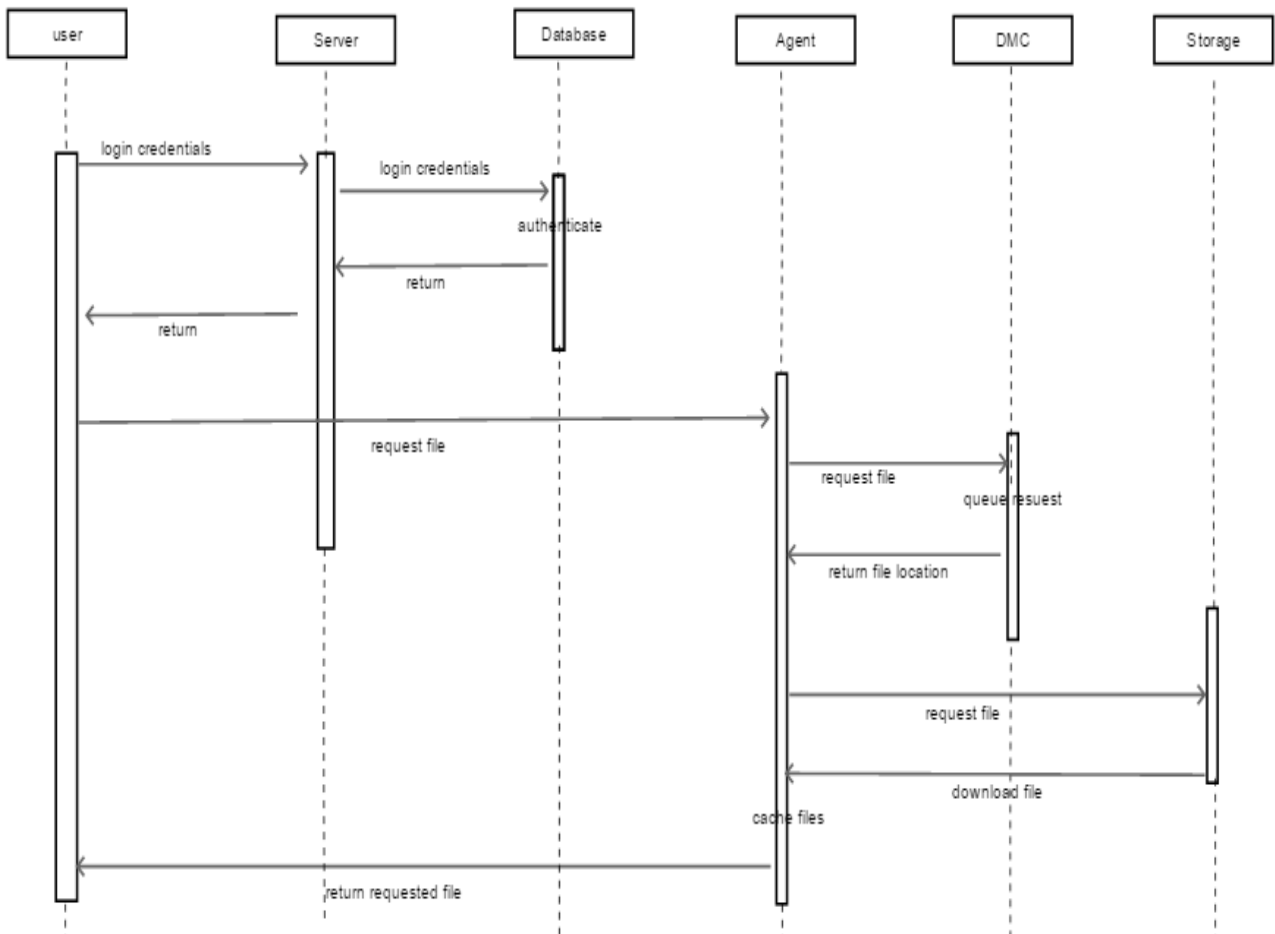 user
Server
Database
Agent
DMC
Storage
login credentials
login credentials
authenticate
return
return
request file
request file
queue resuest
return file location
request file
download file
cache files
return requested file